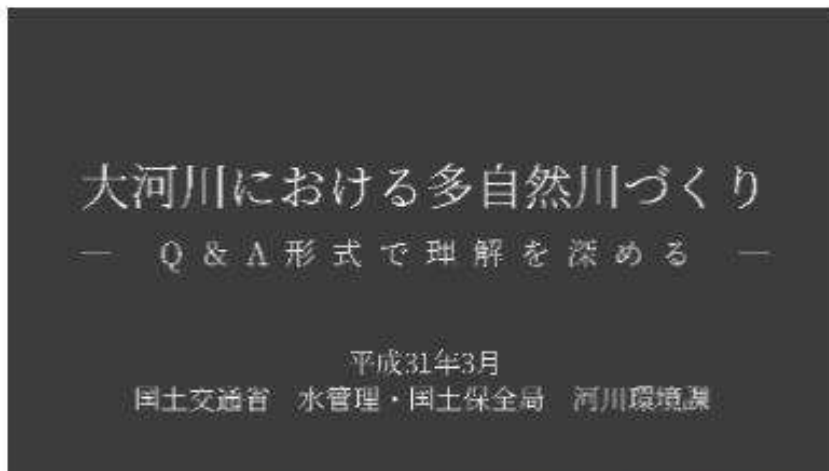 大河川における多自然川づくり
― Q&A形式で理解を深める ―
平成31年3月
国土交通省　水管理・国土保全局　河川環境課